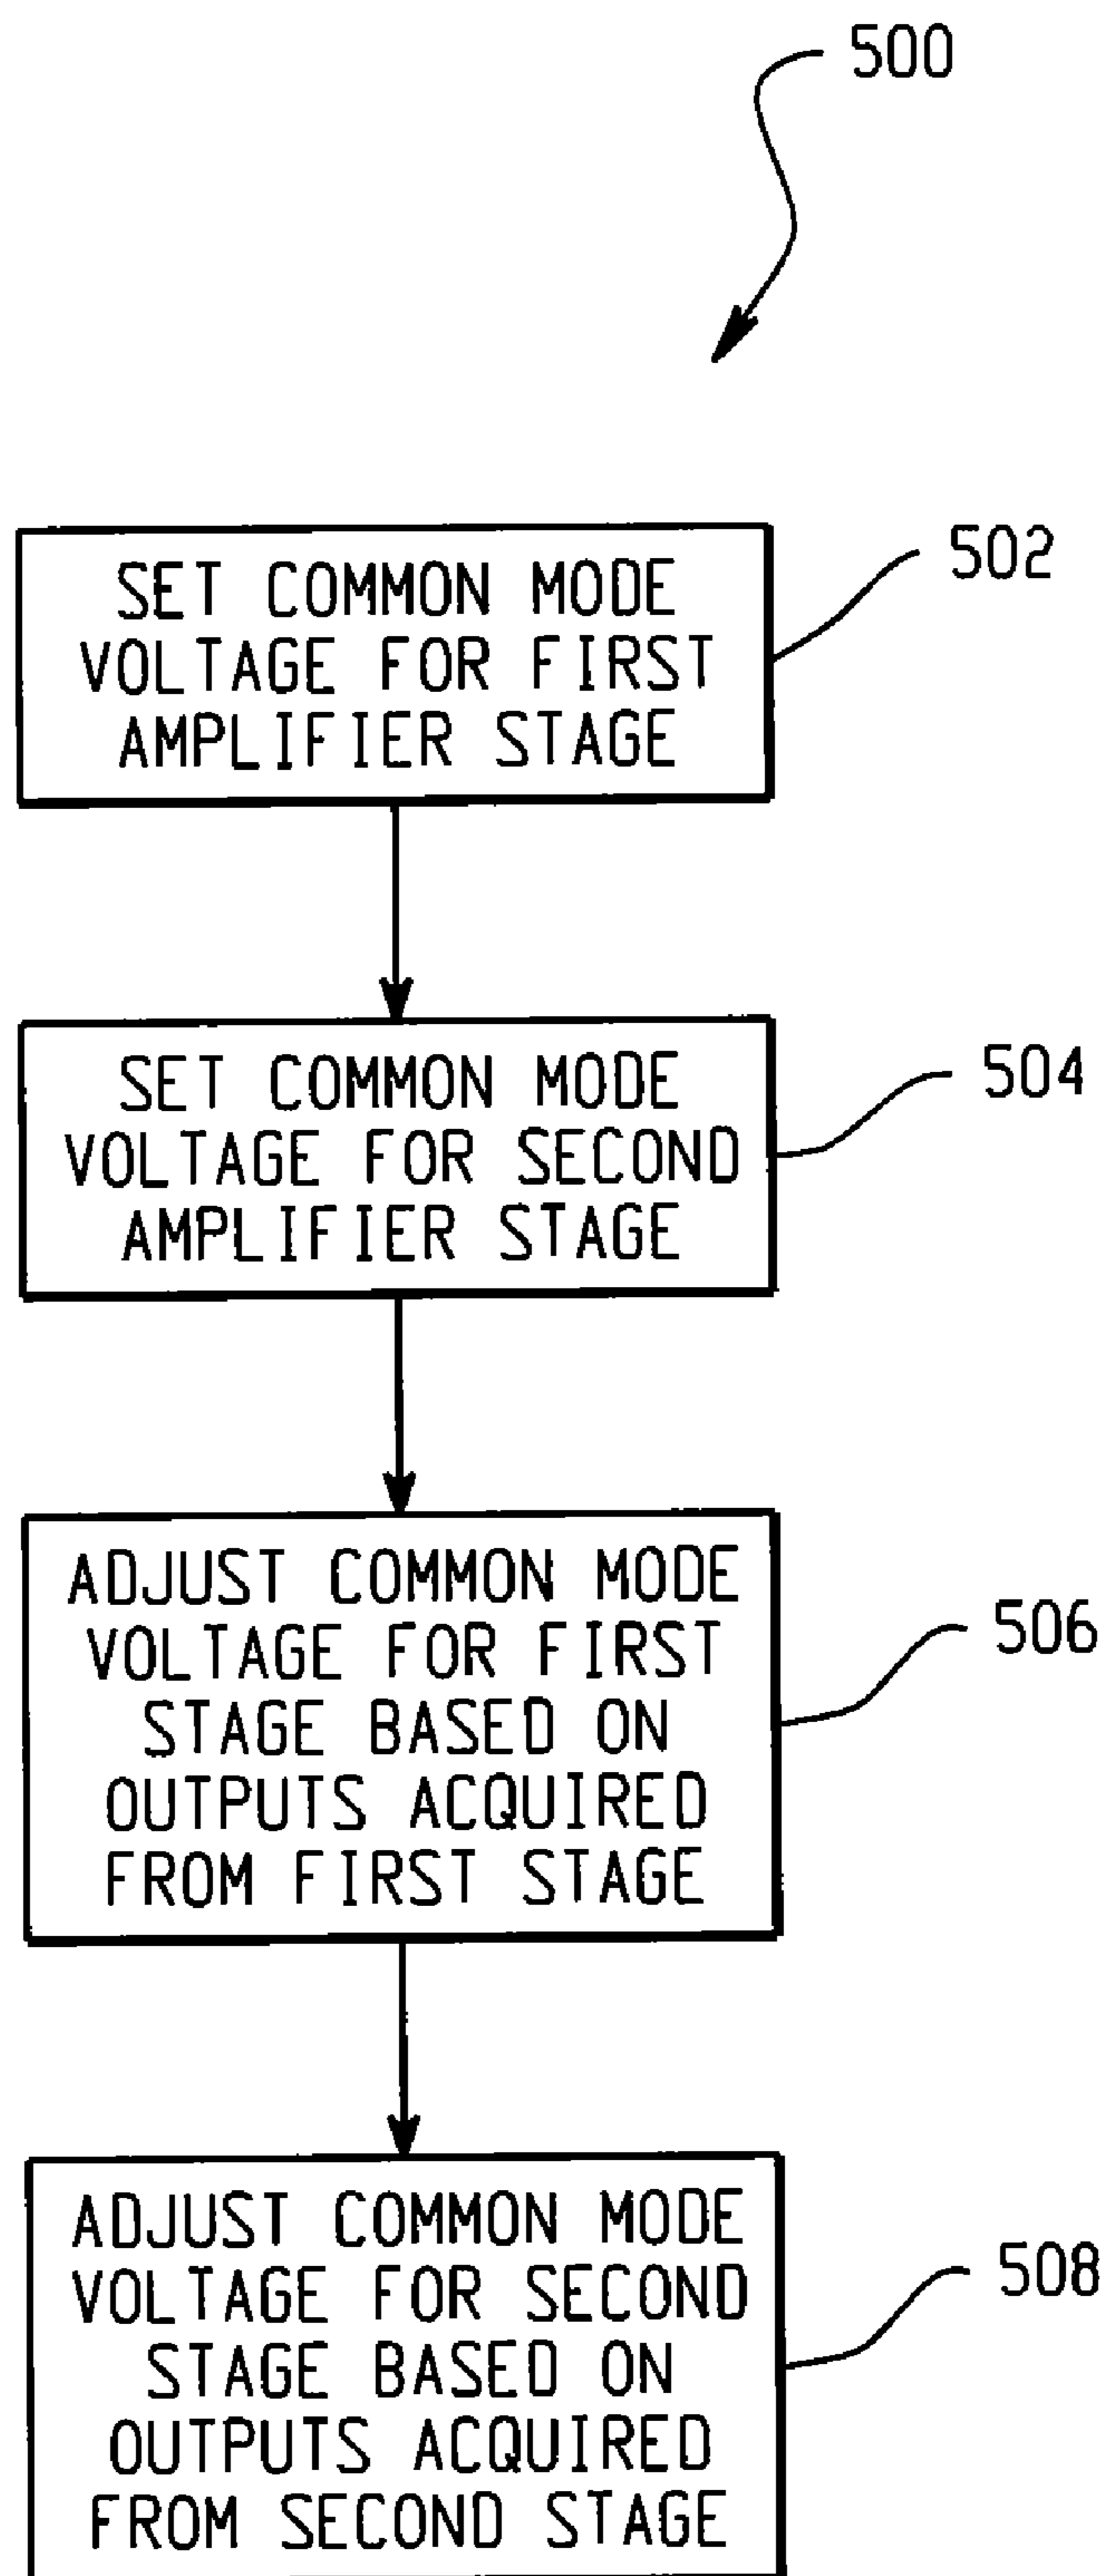 500
SET COMMON MODE
VOLTAGE FOR FIRST
AMPLIFIER STAGE
502
SET COMMON MODE
VOLTAGE FOR SECOND
AMPLIFIER STAGE
504
ADJUST COMMON MODE
VOLTAGE FOR FIRST
STAGE BASED ON
OUTPUTS ACQUIRED
FROM FIRST STAGE
506
ADJUST COMMON MODE
VOLTAGE FOR SECOND
STAGE BASED ON
OUTPUTS ACQUIRED
FROM SECOND STAGE
508